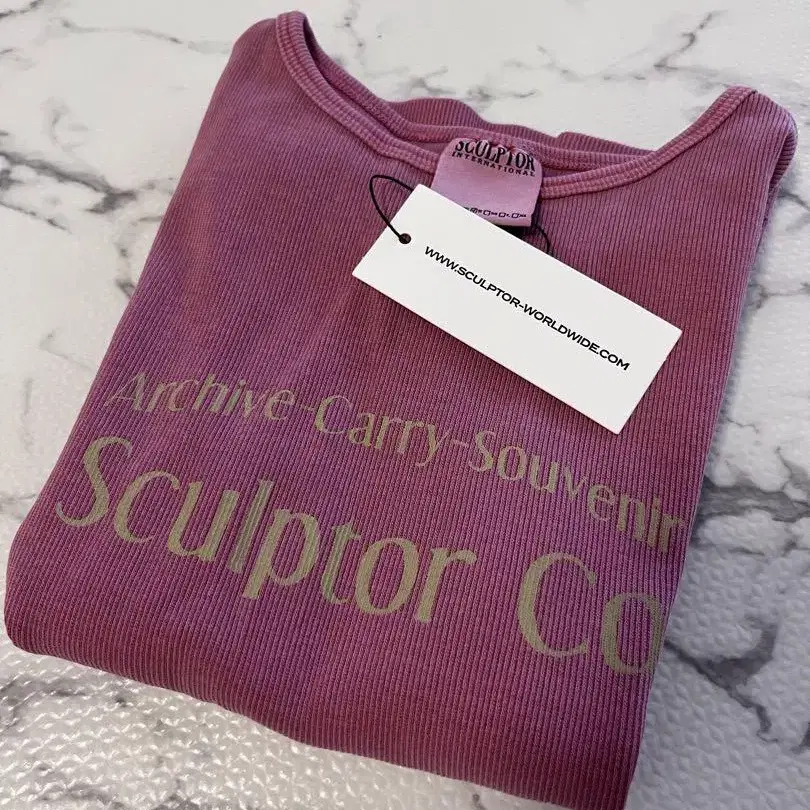 SCULPTOR
INTERNATIONAL
WWW.SCULPTOR-WORLDWIDE.COM
Archive-Carry-Souvenir
Sculptor Co